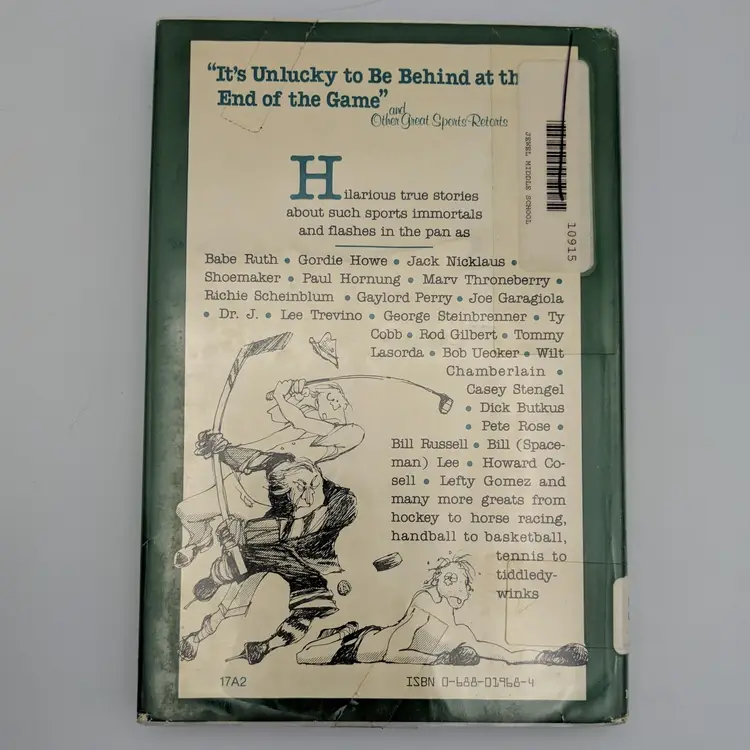 “It's Unlucky to Be Behind at th
End of the Game”
and
Other Great Sports Retorts
Hilarious true stories
about such sports immortals
and flashes in the pan as
Babe Ruth • Gordie Howe • Jack Nicklaus •
Shoemaker • Paul Hornung • Marv Throneberry •
Richie Scheinblum • Gaylord Perry • Joe Garagiola
• Dr. J. • Lee Trevino • George Steinbrenner • Ty
Cobb • Rod Gilbert • Tommy
Lasorda • Bob Uecker • Wilt
Chamberlain •
Casey Stengel
• Dick Butkus
• Pete Rose •
Bill Russell • Bill (Space-
man) Lee • Howard Co-
sell • Lefty Gomez and
many more greats from
hockey to horse racing,
handball to basketball,
tennis to
tiddledy-
winks
17A2
ISBN 0-688-01968-4
JEWEL MIDDLE SCHOOL
10915